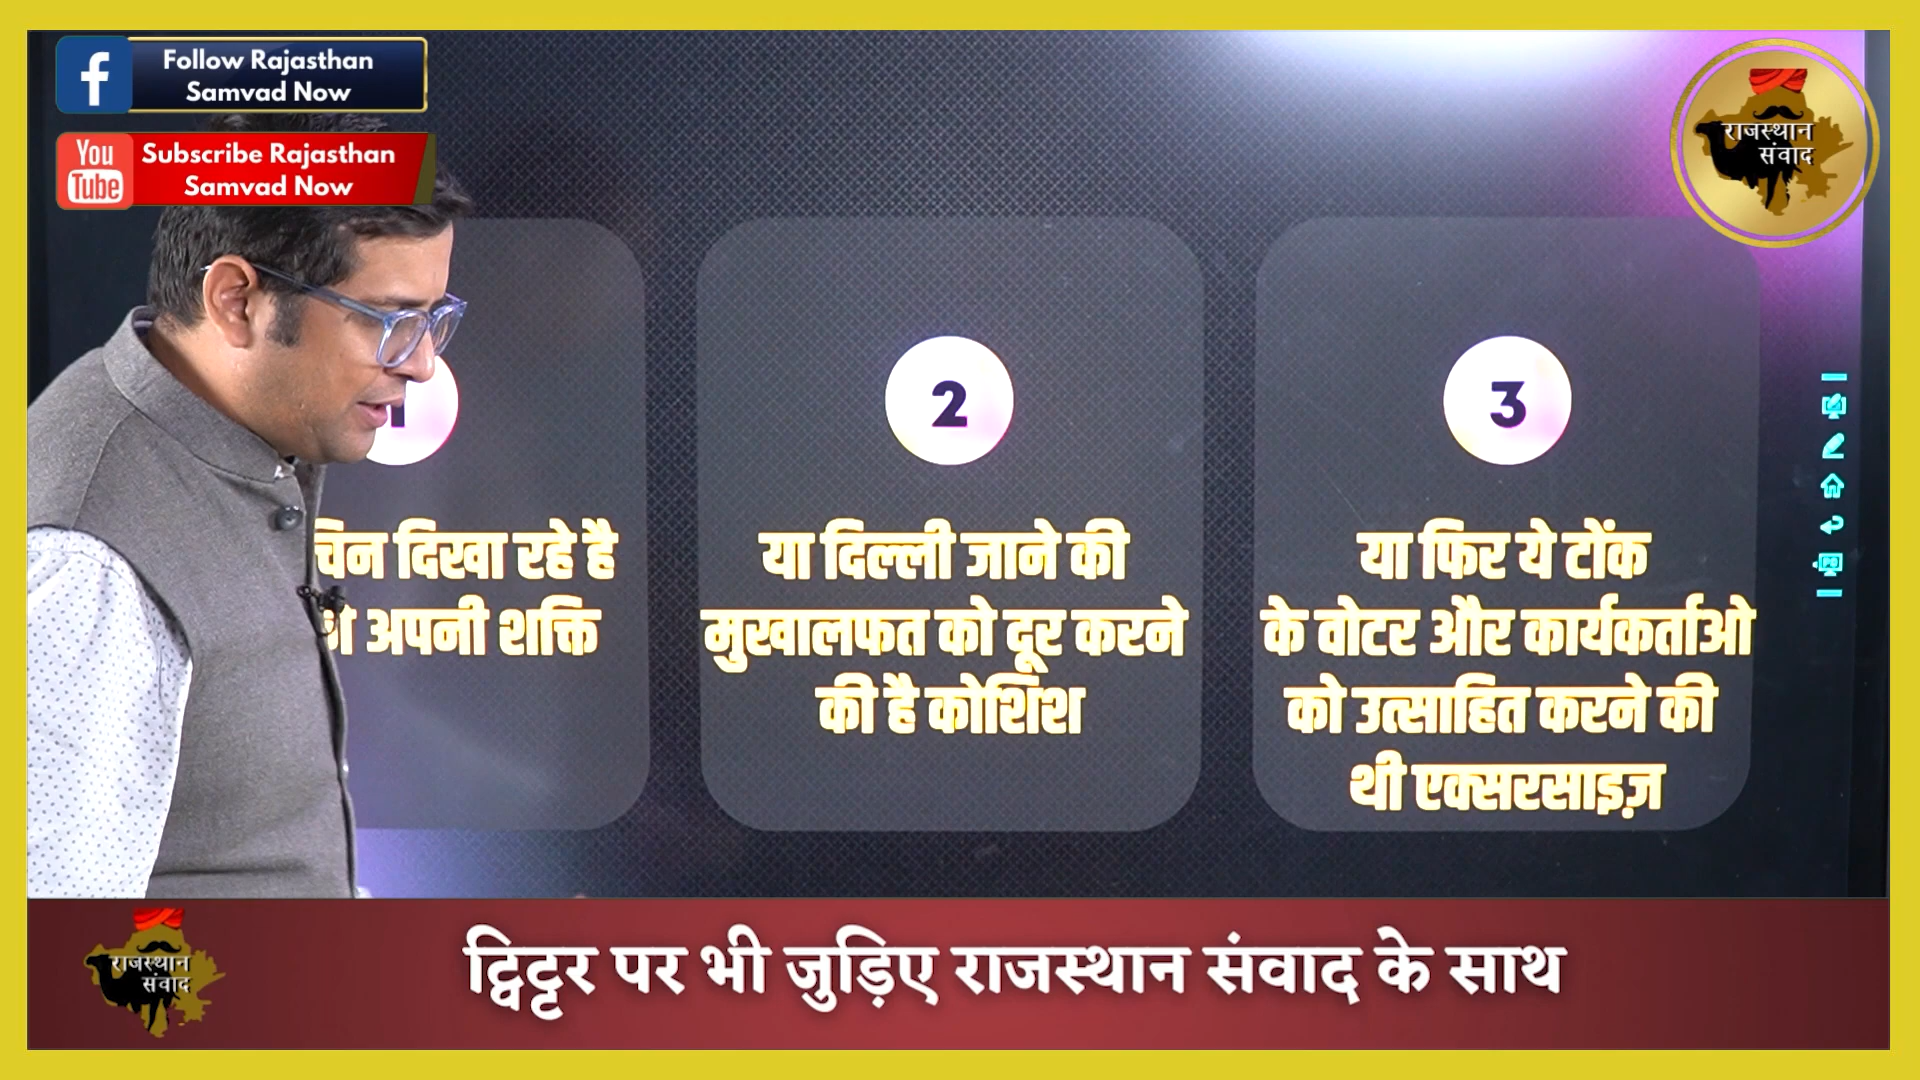 Follow Rajasthan
Samvad Now
You
Tube
Subscribe Rajasthan
Samvad Now
राजस्थान
संवाद
1
दिखा रहे है
अपनी शक्ति
2
या दिल्ली जाने की
मुखालफत को दूर करने
की है कोशिश
3
या फिर ये टोंक
के वोटर और कार्यकर्ताओ
को उत्साहित करने की
थी एक्सरसाइज़
राजस्थान
संवाद
ट्विट्टर पर भी जुड़िए राजस्थान संवाद के साथ